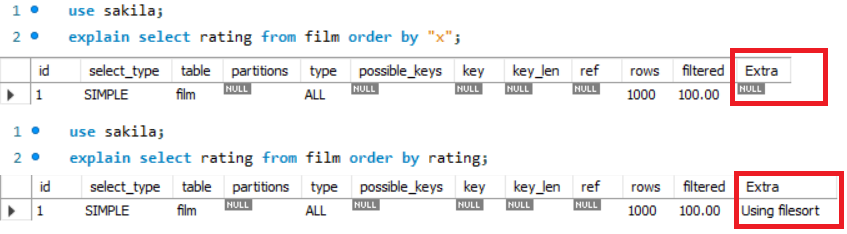 1 use sakila;
2 explain select rating from film order by "x";
id select_type table partitions type possible_keys key key_len ref rows filtered Extra
1 SIMPLE film NULL ALL NULL NULL NULL NULL 1000 100.00 NULL
1 use sakila;
2 explain select rating from film order by rating;
id select_type table partitions type possible_keys key key_len ref rows filtered Extra
1 SIMPLE film NULL ALL NULL NULL NULL NULL 1000 100.00 Using filesort